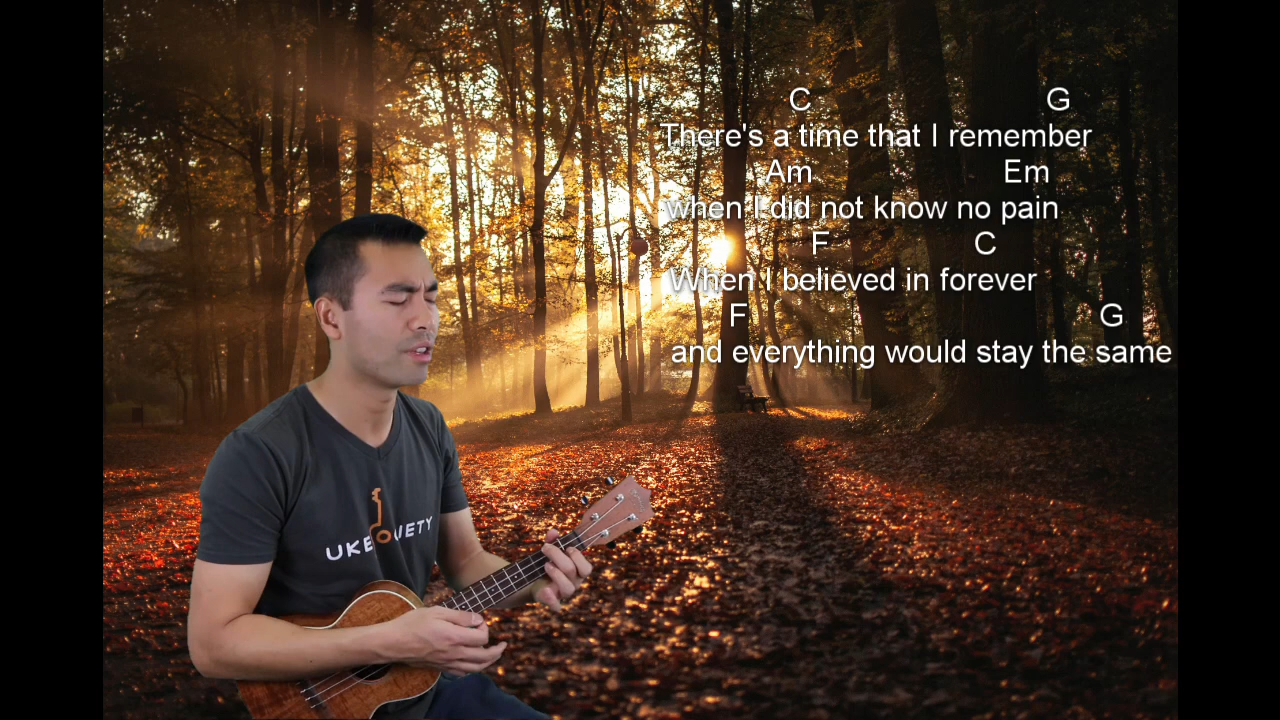 C G
There's a time that I remember
Am Em
when I did not know no pain
F C
When I believed in forever
F G
and everything would stay the same